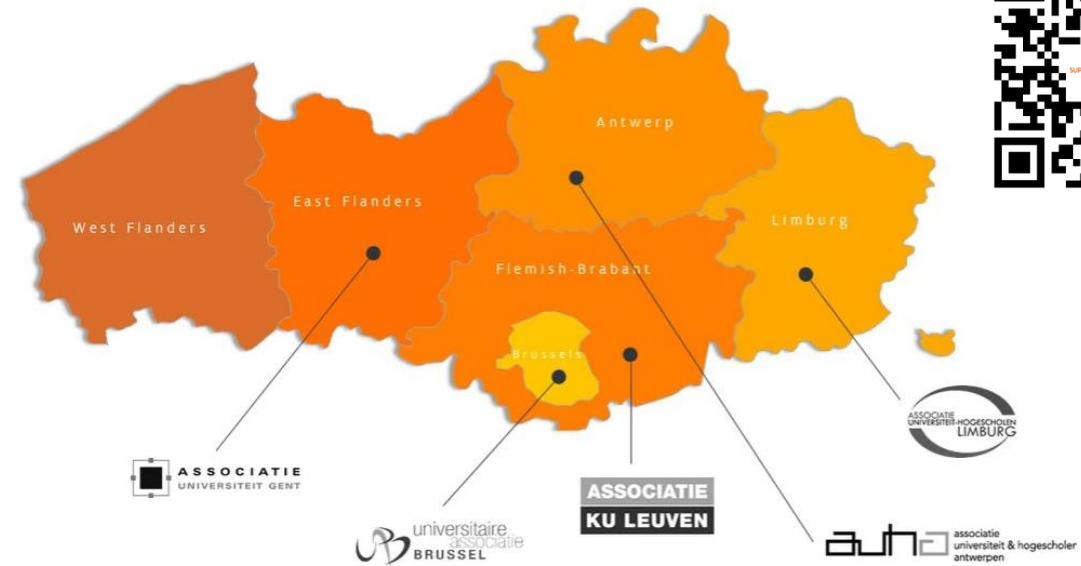 Antwerp
East Flanders
West Flanders
Limburg
Flemish-Brabant
Brussels
ASSOCIATIE
UNIVERSITEIT-HOGESCHOLEN
LIMBURG
ASSOCIATIE
UNIVERSITEIT GENT
ASSOCIATIE
KU LEUVEN
universitaire
associatie
BRUSSEL
auha
associatie
universiteit & hogescholen
antwerpen